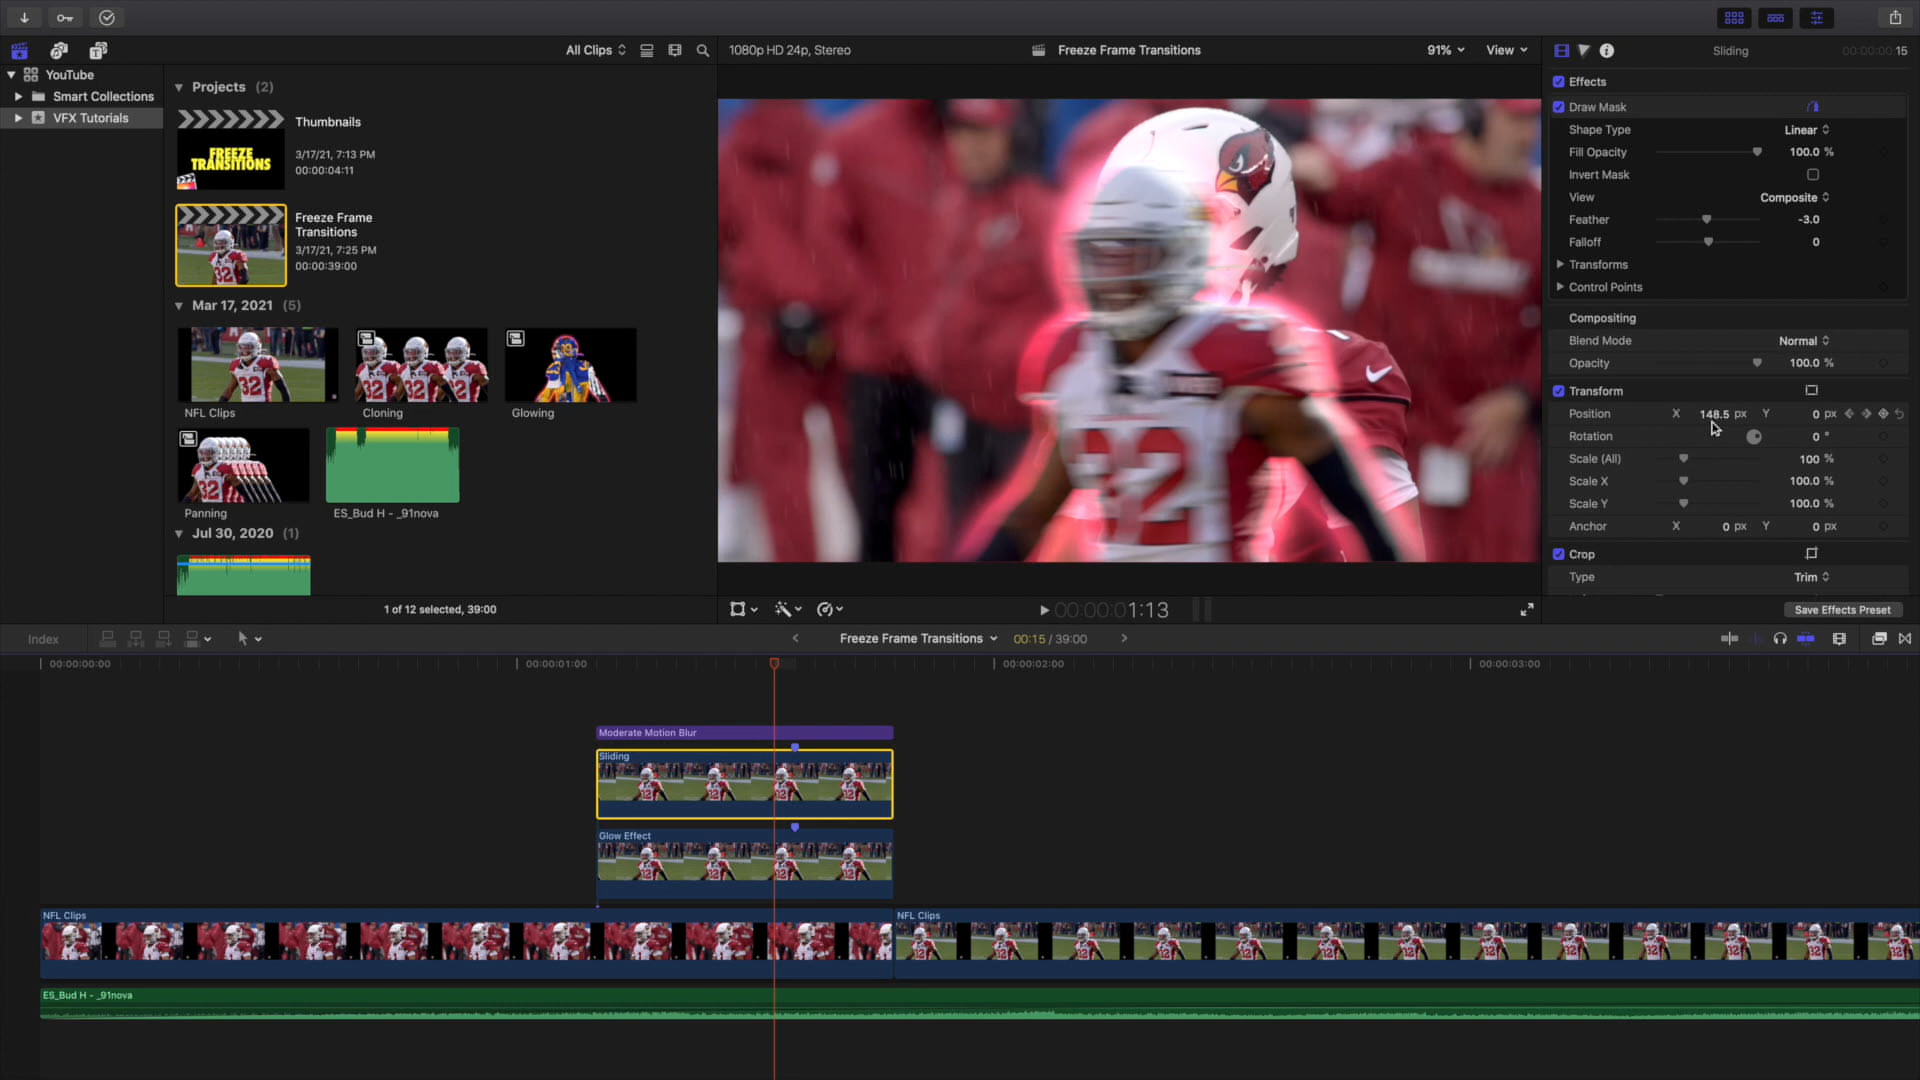 All Clips
1080p HD 24p, Stereo
Freeze Frame Transitions
91%
View
Sliding
00:00:00:00:15
YouTube
Smart Collections
VFX Tutorials
Projects (2)
FREEZE
TRANSITIONS
Thumbnails
3/17/21, 7:13 PM
00:00:04:11
Freeze Frame
Transitions
3/17/21, 7:25 PM
00:00:39:00
Mar 17, 2021 (5)
NFL Clips
Cloning
Glowing
Panning
ES_Bud H - _91nova
Jul 30, 2020 (1)
1 of 12 selected, 39:00
32
00:00:00:01:13
Effects
Draw Mask
Shape Type Linear
Fill Opacity 100.0 %
Invert Mask
View Composite
Feather -3.0
Falloff 0
Transforms
Control Points
Compositing
Blend Mode Normal
Opacity 100.0 %
Transform
Position X 148.5 px Y 0 px
Rotation 0 °
Scale (All) 100 %
Scale X 100.0 %
Scale Y 100.0 %
Anchor X 0 px Y 0 px
Crop
Type Trim
Save Effects Preset
Index
Freeze Frame Transitions
00:15 / 39:00
00:00:00:00
00:00:01:00
00:00:02:00
00:00:03:00
Moderate Motion Blur
Sliding
Glow Effect
NFL Clips
NFL Clips
ES_Bud H - _91nova